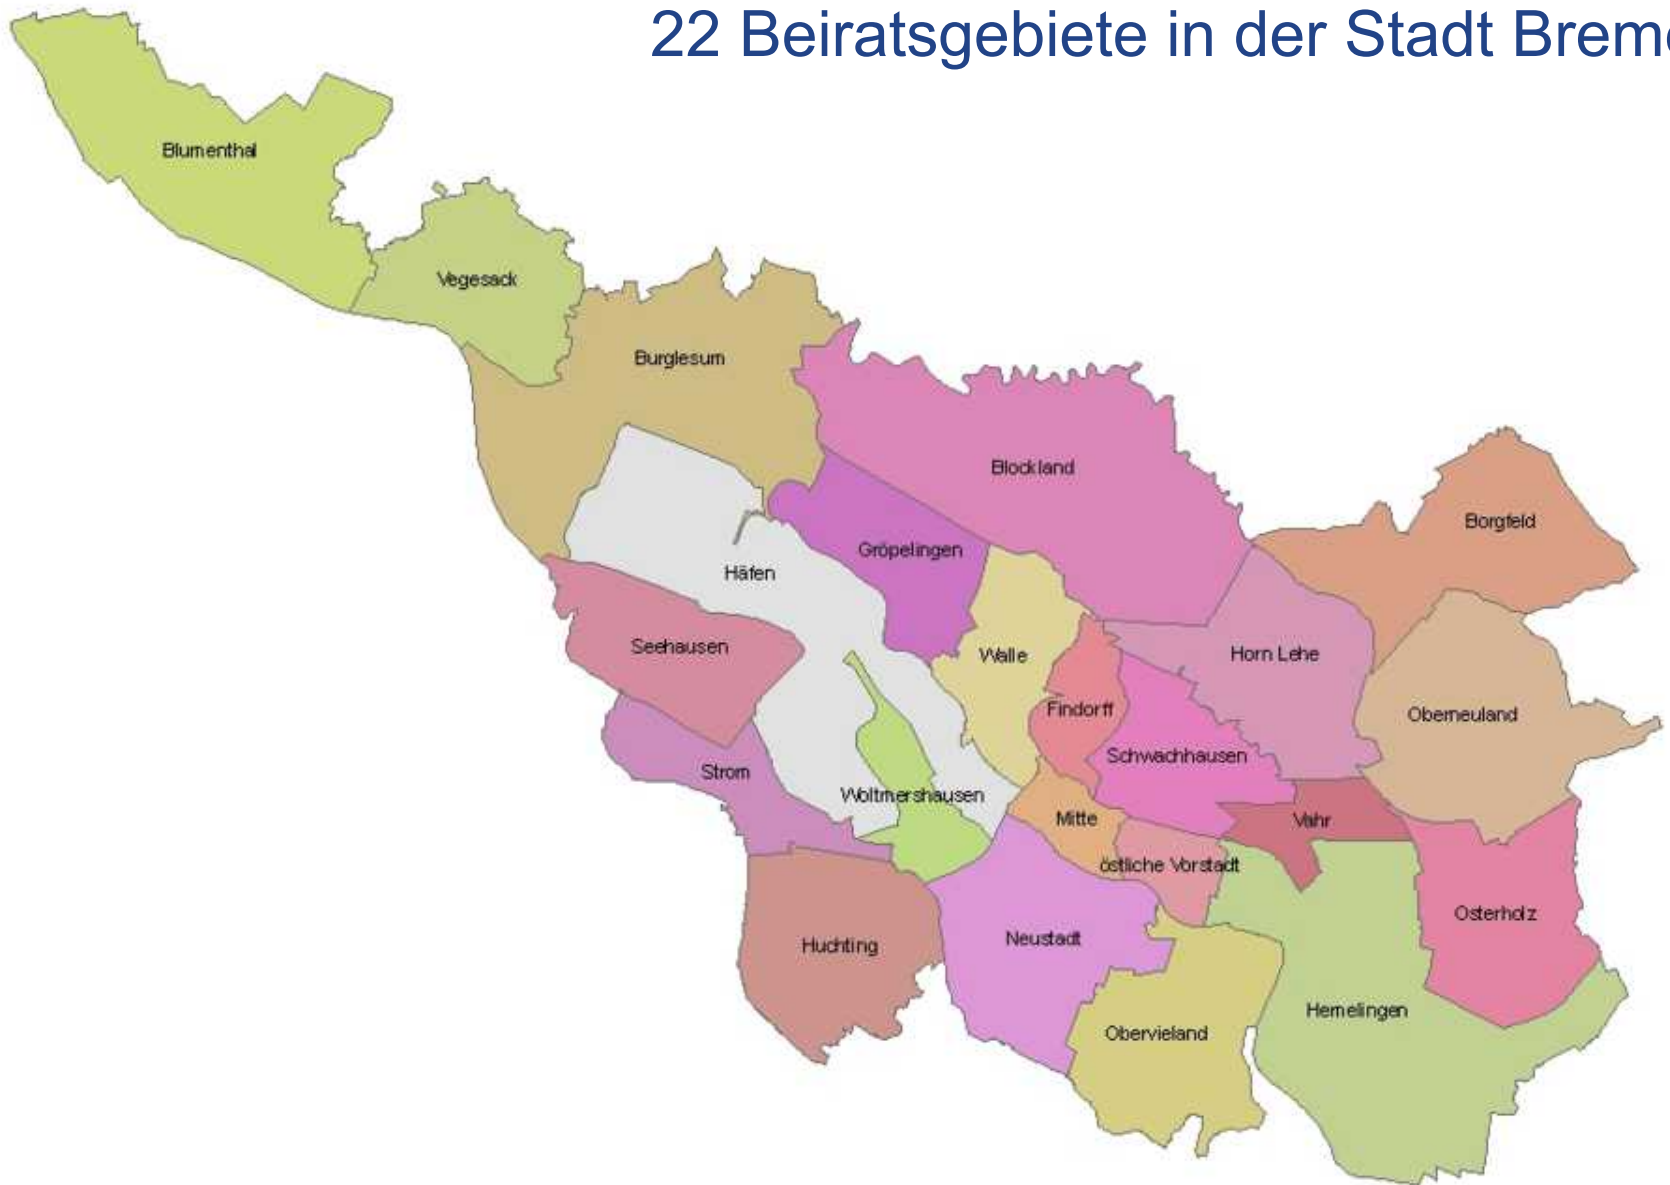 22 Beiratsgebiete in der Stadt Breme
Blumenthal
Vegesack
Burglesum
Blockland
Borgfeld
Gröpelingen
Häfen
Seehausen
Walle
Horn Lehe
Findorff
Oberneuland
Schwachhausen
Strom
Woltmershausen
Mitte
Vahr
östliche Vorstadt
Osterholz
Neustadt
Huchting
Hemelingen
Obervieland